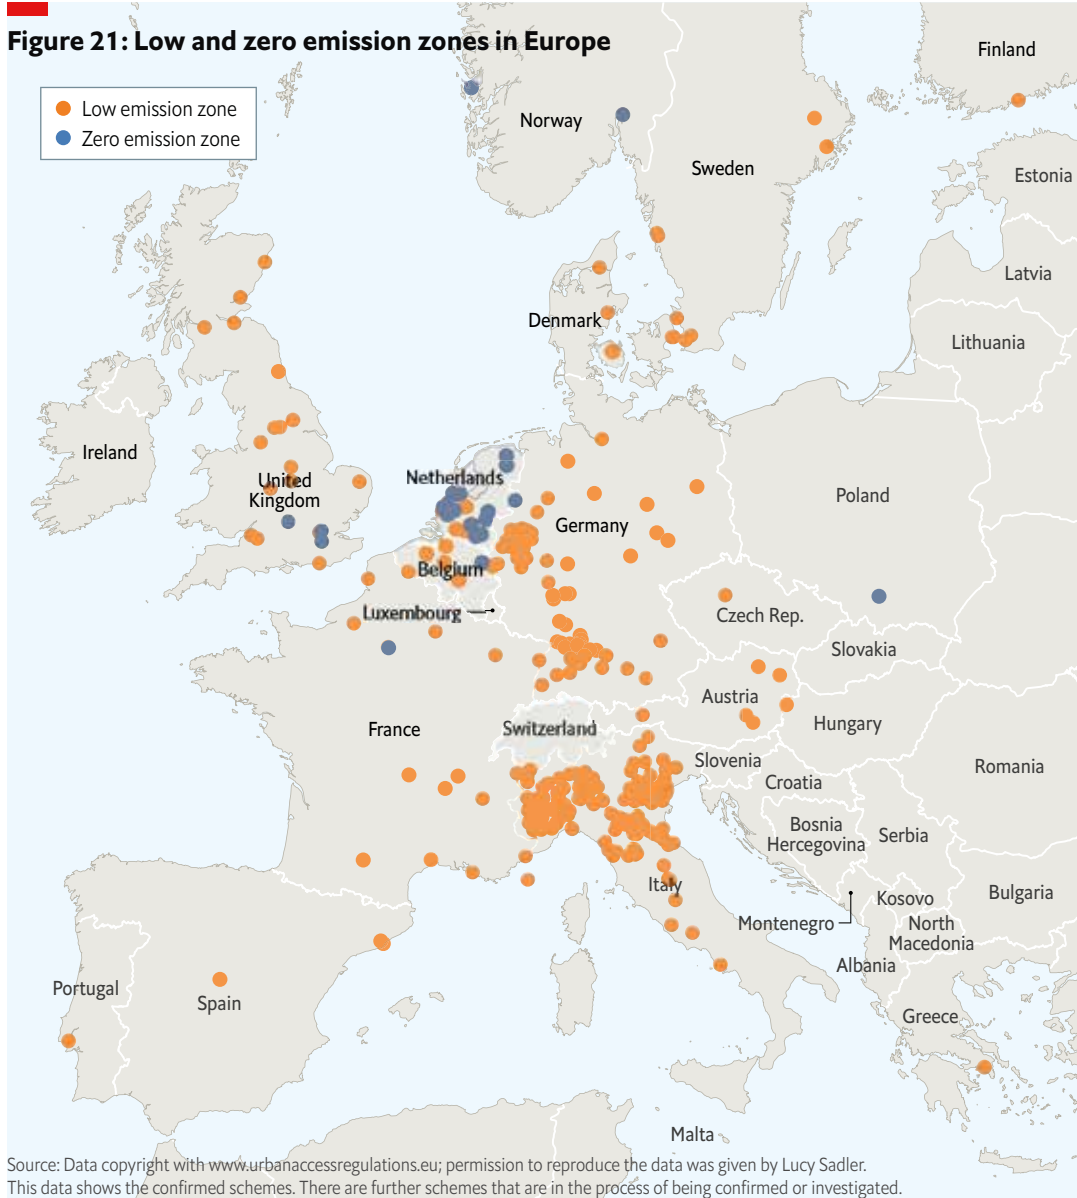 Figure 21: Low and zero emission zones in Europe
Low emission zone
Zero emission zone
Finland
Norway
Sweden
Estonia
Latvia
Denmark
Lithuania
Ireland
United
Kingdom
Netherlands
Poland
Germany
Belgium
Luxembourg
Czech Rep.
Slovakia
Austria
France
Switzerland
Hungary
Slovenia
Romania
Croatia
Bosnia
Hercegovina
Serbia
Italy
Kosovo
Bulgaria
Montenegro
North
Macedonia
Albania
Portugal
Spain
Greece
Malta
Source: Data copyright with www.urbanaccessregulations.eu; permission to reproduce the data was given by Lucy Sadler.
This data shows the confirmed schemes. There are further schemes that are in the process of being confirmed or investigated.